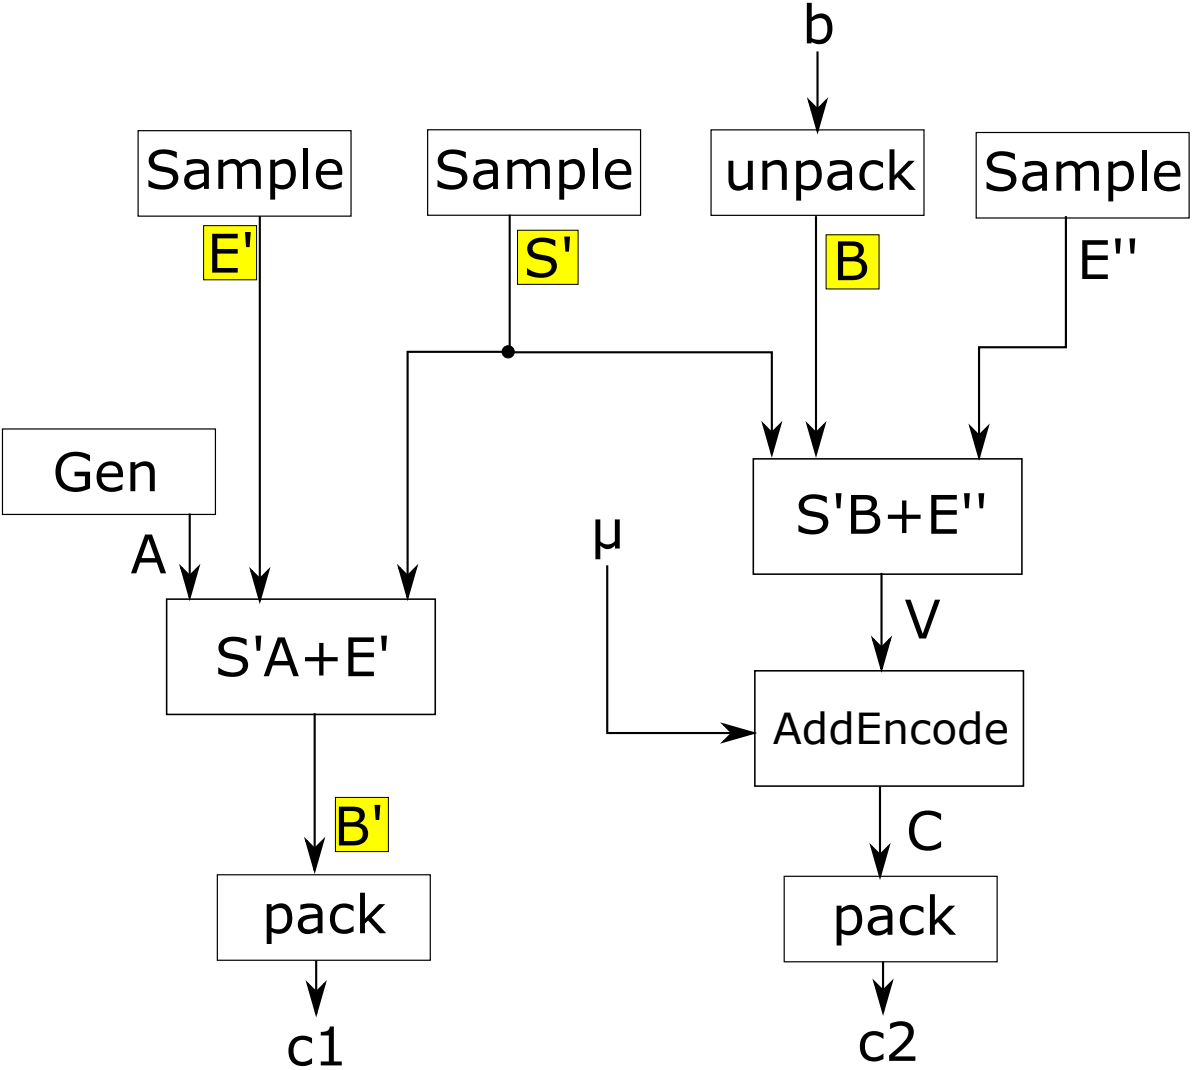 b
Sample
Sample
unpack
Sample
E'
S'
B
E''
Gen
A
μ
S'B+E''
S'A+E'
V
AddEncode
B'
C
pack
pack
c1
c2